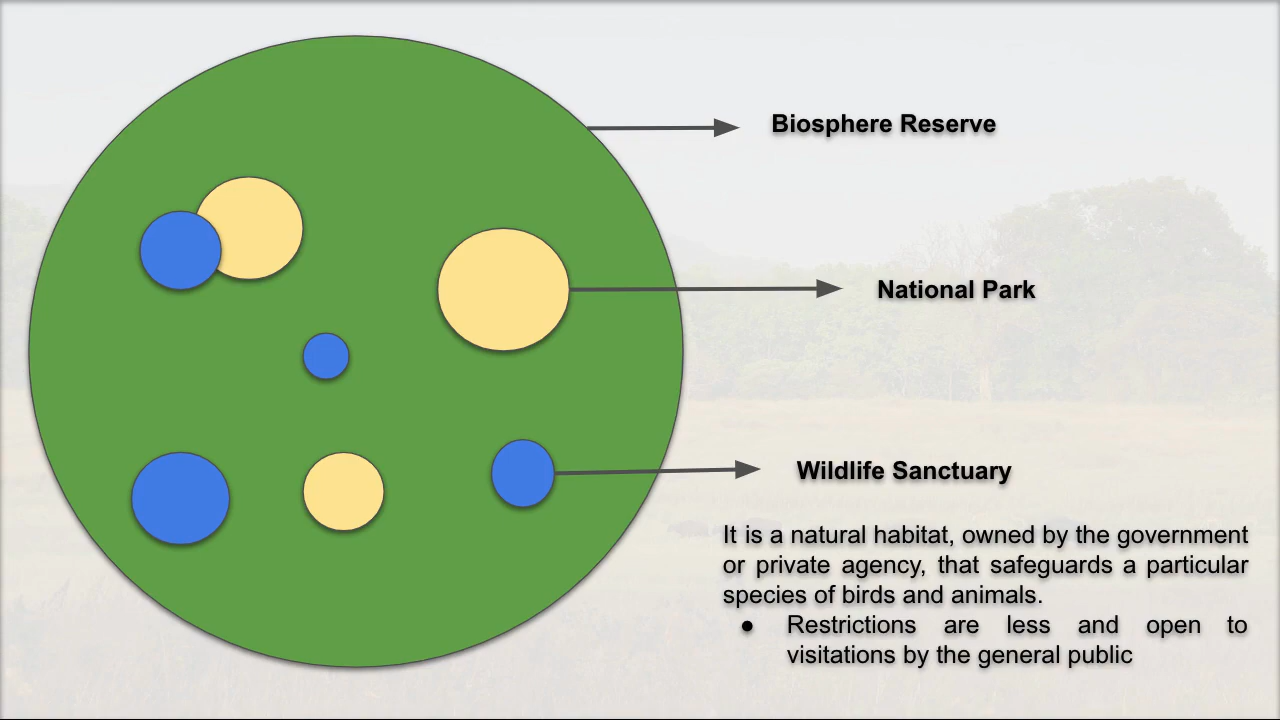 Biosphere Reserve
National Park
Wildlife Sanctuary
It is a natural habitat, owned by the government
or private agency, that safeguards a particular
species of birds and animals.
● Restrictions are less and open to
visitations by the general public